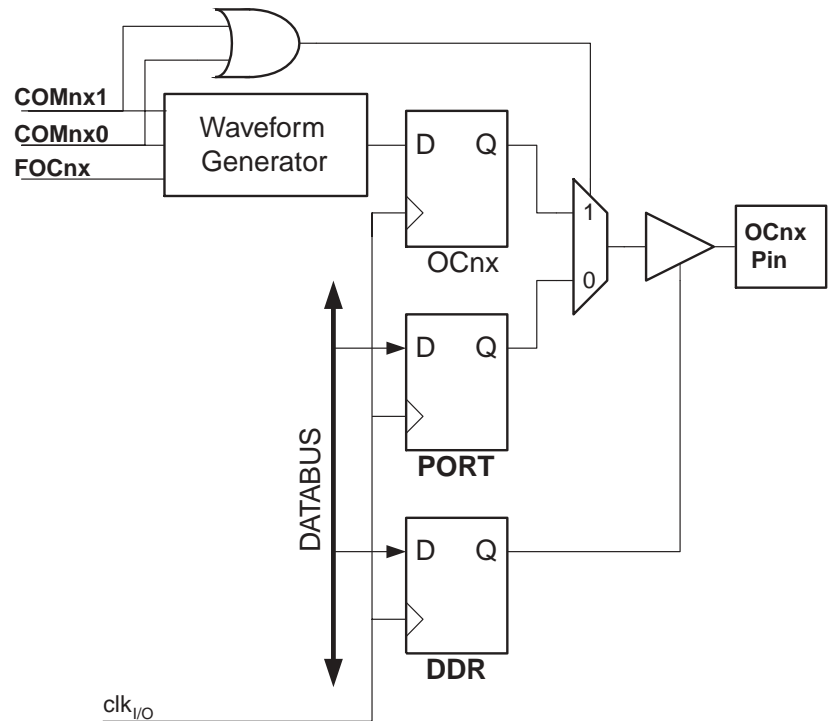 COMnx1
COMnx0
FOCnx
Waveform
Generator
D Q
OCnx
1
0
OCnx
Pin
D Q
PORT
D Q
DDR
DATABUS
clkI/O